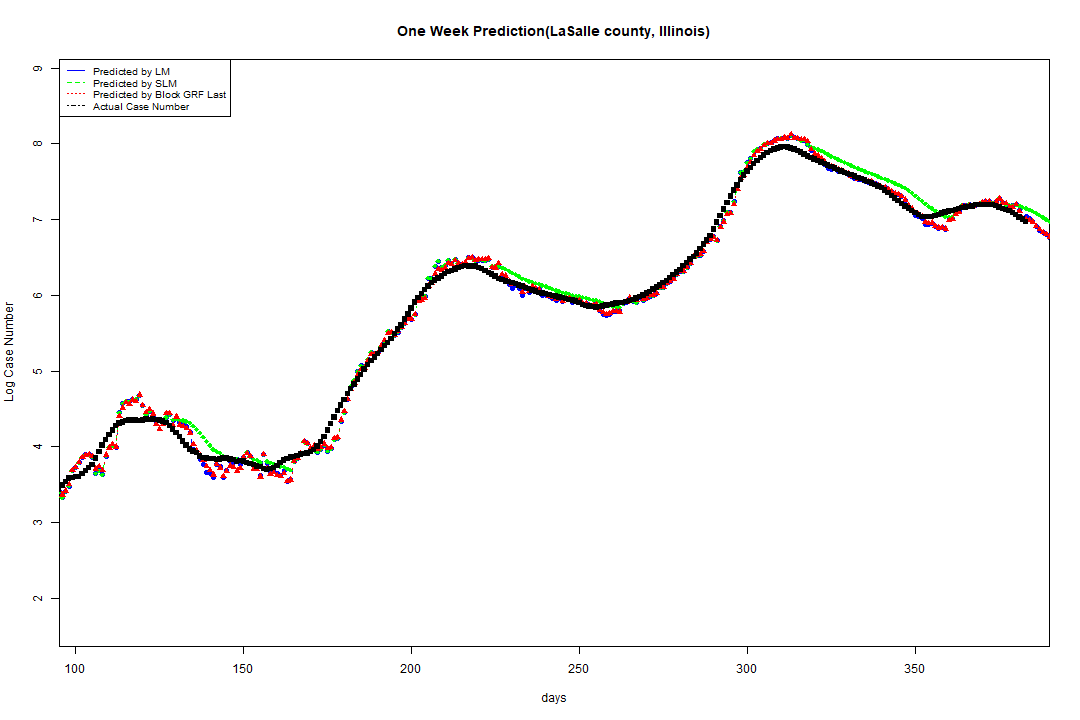 One Week Prediction(LaSalle county, Illinois)
Predicted by LM
Predicted by SLM
Predicted by Block GRF Last
Actual Case Number
9
8
7
6
5
4
3
2
Log Case Number
100 150 200 250 300 350
days